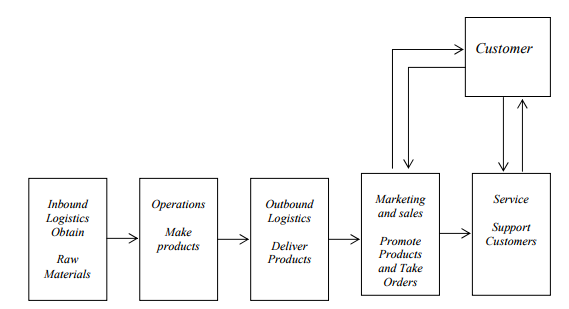 Customer
Inbound
Logistics
Obtain
Raw
Materials
Operations
Make
products
Outbound
Logistics
Deliver
Products
Marketing
and sales
Promote
Products
and Take
Orders
Service
Support
Customers